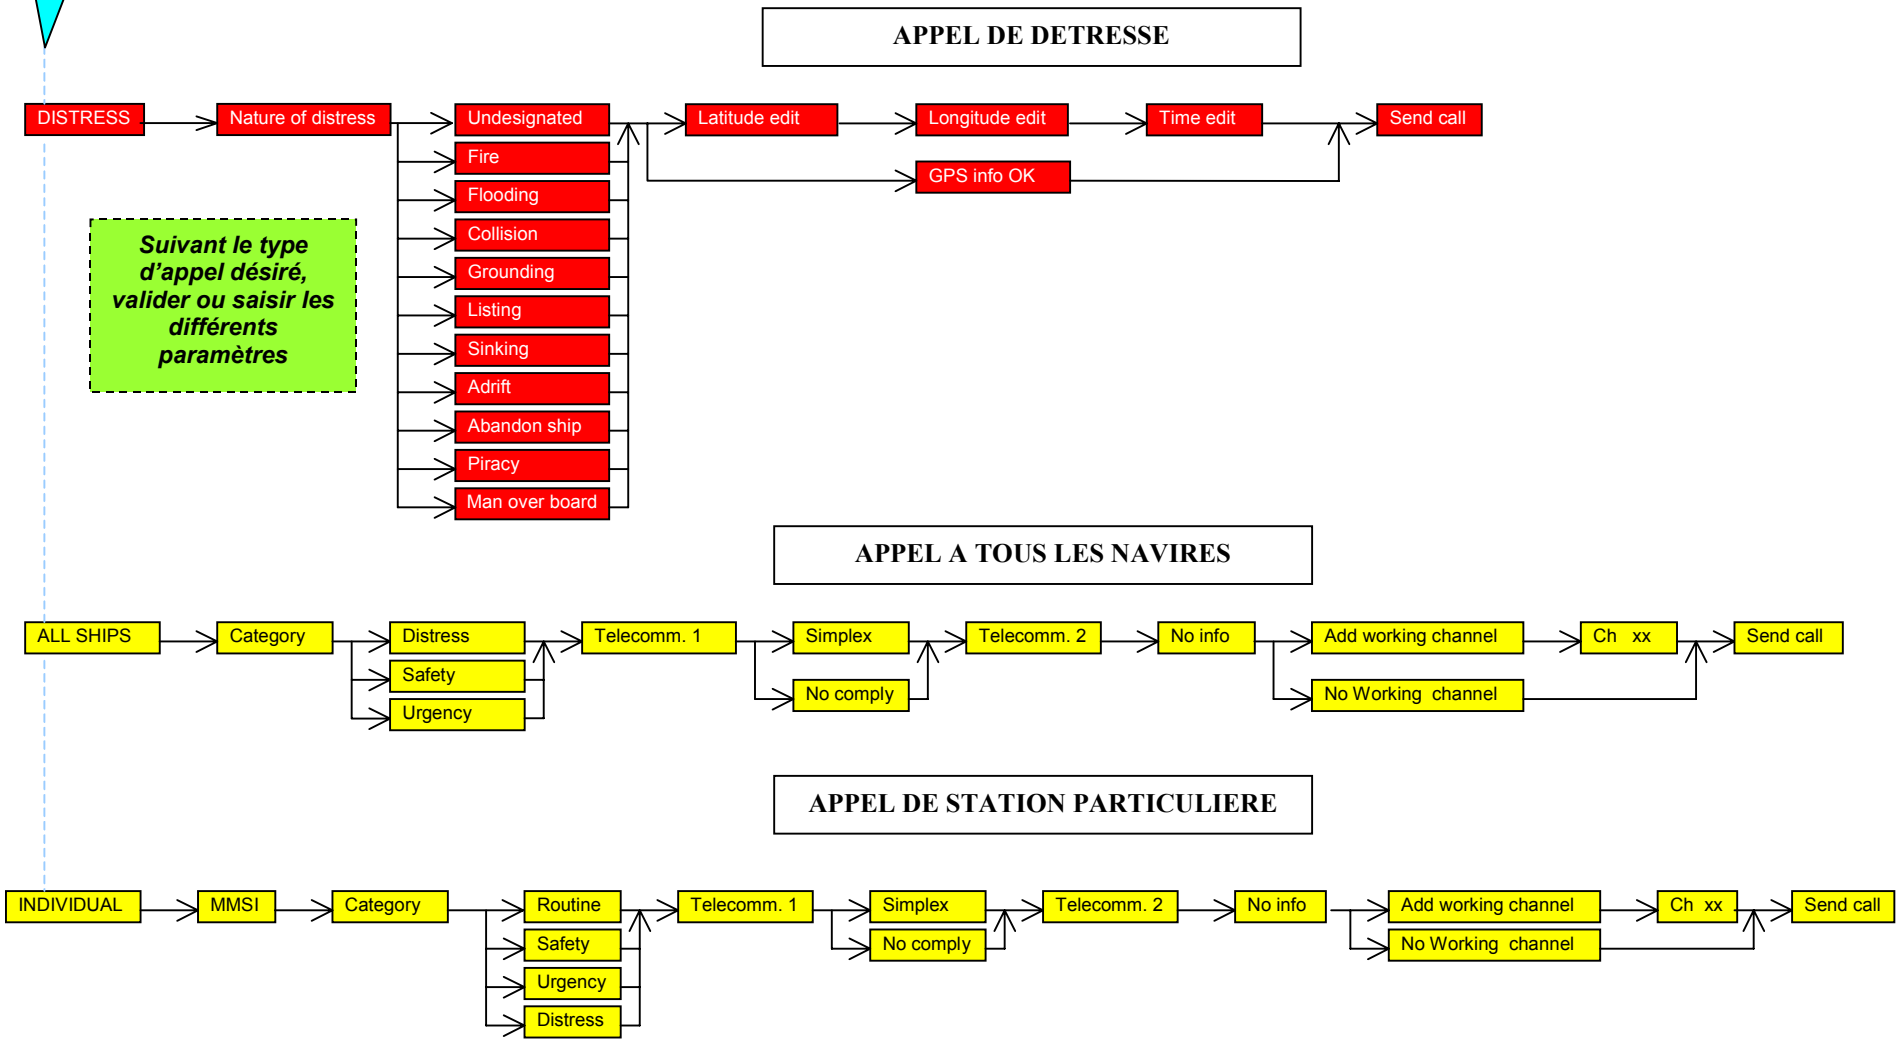 APPEL DE DETRESSE
DISTRESS
Nature of distress
Undesignated
Latitude edit
Longitude edit
Time edit
Send call
Fire
GPS info OK
Flooding
Collision
Grounding
Listing
Sinking
Adrift
Abandon ship
Piracy
Man over board
Suivant le type
d'appel désiré,
valider ou saisir les
différents
paramètres
APPEL A TOUS LES NAVIRES
ALL SHIPS
Category
Distress
Telecomm. 1
Simplex
Telecomm. 2
No info
Add working channel
Ch xx
Send call
Safety
No comply
No Working channel
Urgency
APPEL DE STATION PARTICULIERE
INDIVIDUAL
MMSI
Category
Routine
Telecomm. 1
Simplex
Telecomm. 2
No info
Add working channel
Ch xx
Send call
Safety
No comply
No Working channel
Urgency
Distress